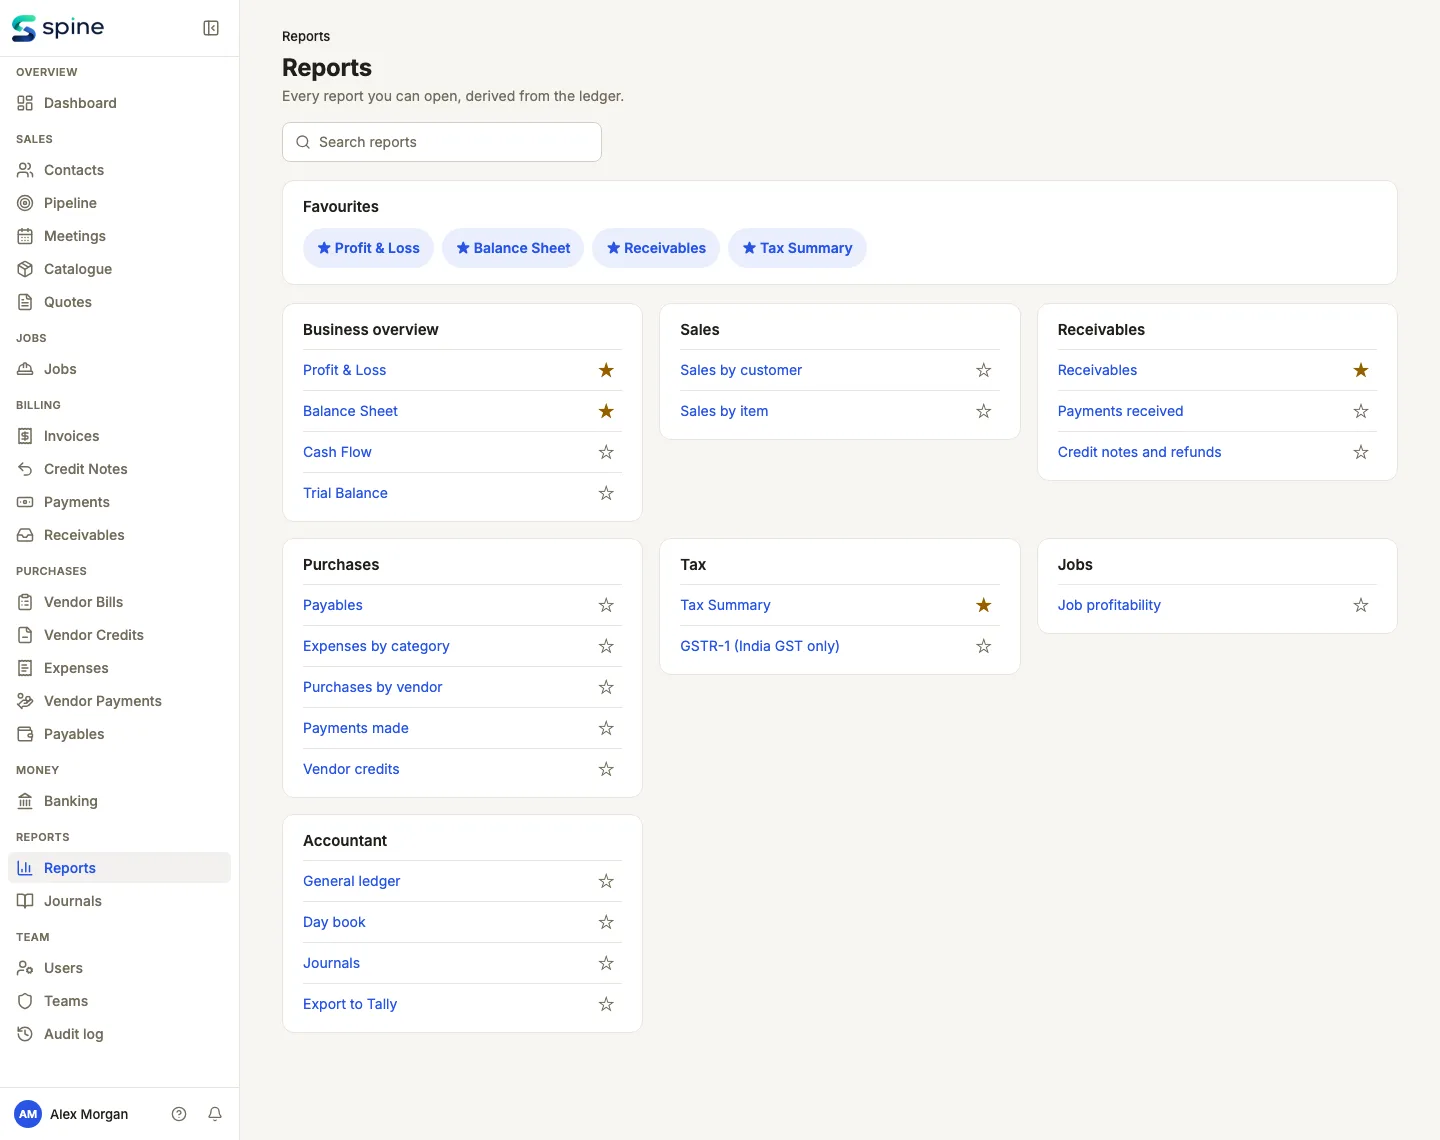 spine
OVERVIEW
Dashboard
SALES
Contacts
Pipeline
Meetings
Catalogue
Quotes
JOBS
Jobs
BILLING
Invoices
Credit Notes
Payments
Receivables
PURCHASES
Vendor Bills
Vendor Credits
Expenses
Vendor Payments
Payables
MONEY
Banking
REPORTS
Reports
Journals
TEAM
Users
Teams
Audit log
AM Alex Morgan
Reports
Reports
Every report you can open, derived from the ledger.
Search reports
Favourites
Profit & Loss
Balance Sheet
Receivables
Tax Summary
Business overview
Profit & Loss
Balance Sheet
Cash Flow
Trial Balance
Sales
Sales by customer
Sales by item
Receivables
Receivables
Payments received
Credit notes and refunds
Purchases
Payables
Expenses by category
Purchases by vendor
Payments made
Vendor credits
Tax
Tax Summary
GSTR-1 (India GST only)
Jobs
Job profitability
Accountant
General ledger
Day book
Journals
Export to Tally